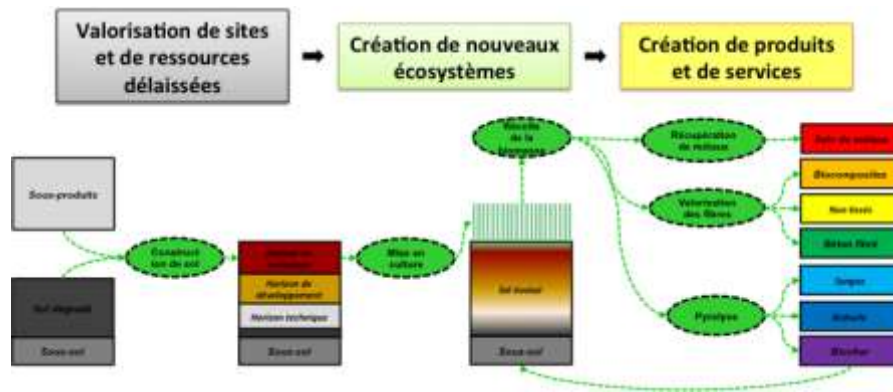 Valorisation de sites
et de ressources
délaissées
Création de nouveaux
écosystèmes
Création de produits
et de services
Récolte
de la
biomasse
Récupération
de métaux
Sous-produits
Biocomposites
Valorisation
des fibres
Non tissés
Béton fibré
Construct
ion de sol
Mise en
culture
Horizon de
développement
Horizon technique
Sol dégradé
Sol évolué
Pyrolyse
Biochar
Sous-sol
Sous-sol
Sous-sol